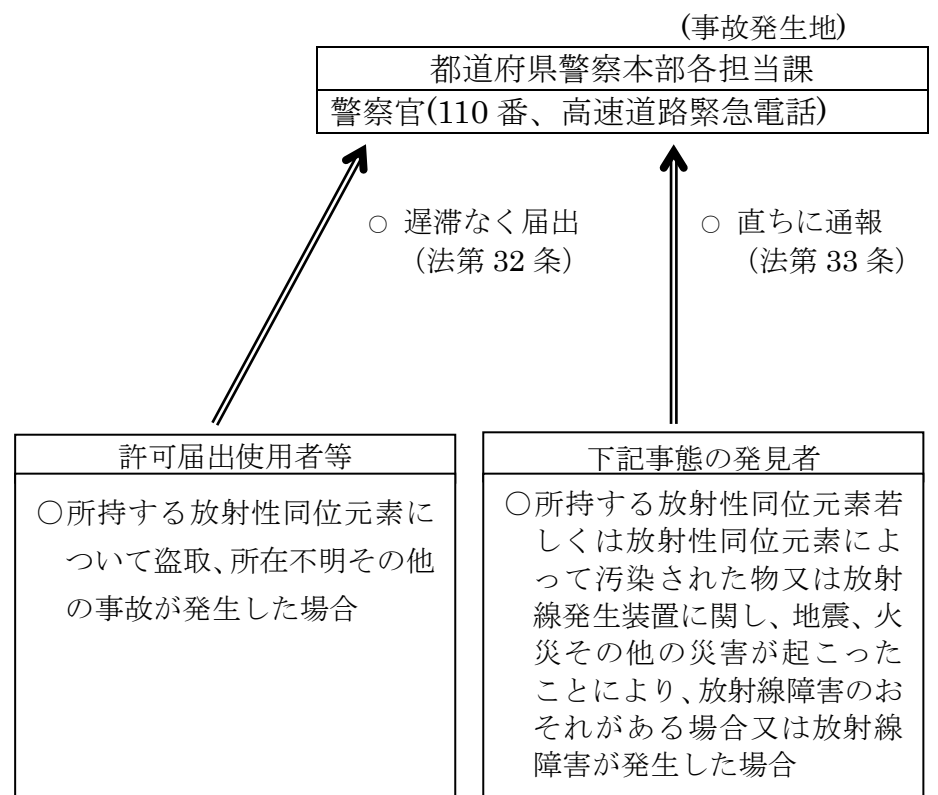 (事故発生地)
都道府県警察本部各担当課
警察官(110 番、高速道路緊急電話)
○ 遅滞なく届出
（法第 32 条）
○ 直ちに通報
（法第 33 条）
許可届出使用者等
○所持する放射性同位元素に
ついて盗取、所在不明その他
の事故が発生した場合
下記事態の発見者
○所持する放射性同位元素若
しくは放射性同位元素によ
って汚染された物又は放射
線発生装置に関し、地震、火
災その他の災害が起こった
ことにより、放射線障害のお
それがある場合又は放射線
障害が発生した場合